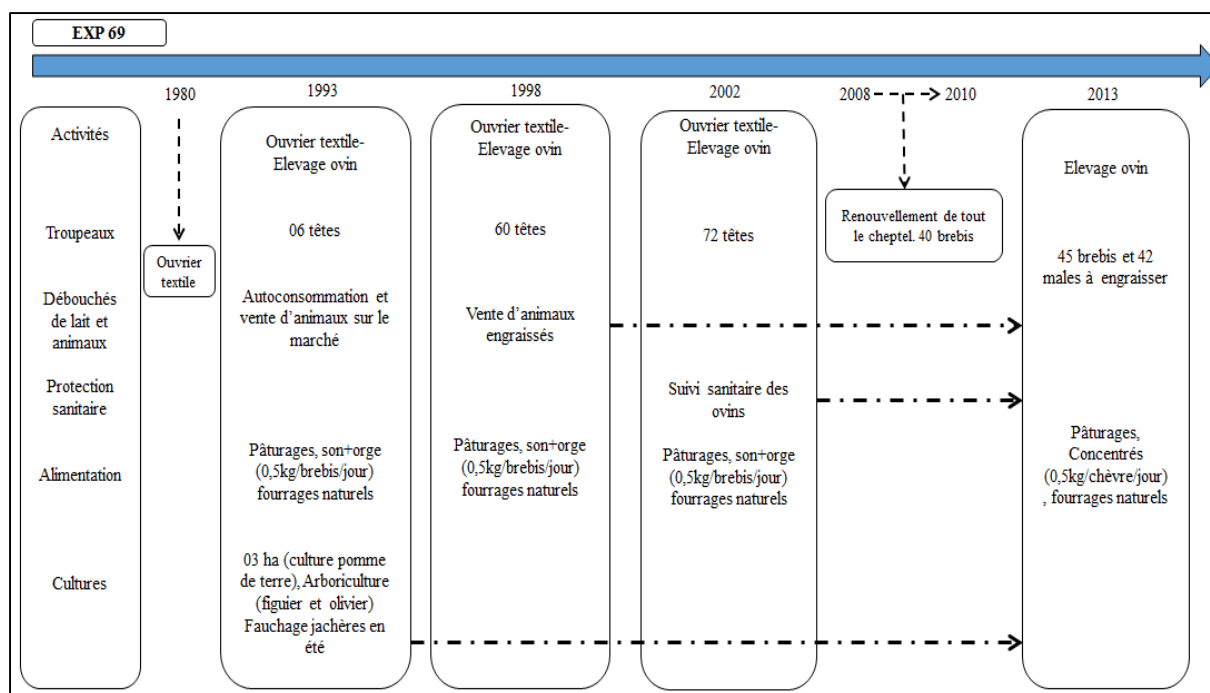 EXP 69
1980
1993
1998
2002
2008
2010
2013
Activités
Troupeaux
Débouchés
de lait et
animaux
Protection
sanitaire
Alimentation
Cultures
Ouvrier
textile
Ouvrier textile-
Elevage ovin
06 têtes
Autoconsommation et
vente d’animaux sur le
marché
Pâturages, son+orge
(0,5kg/brebis/jour)
fourrages naturels
03 ha (culture pomme
de terre), Arboriculture
(figuier et olivier)
Fauchage jachères en
été
Ouvrier textile-
Elevage ovin
60 têtes
Vente d’animaux
engraissés
Pâturages, son+orge
(0,5kg/brebis/jour)
fourrages naturels
Ouvrier textile-
Elevage ovin
72 têtes
Suivi sanitaire des
ovins
Pâturages, son+orge
(0,5kg/brebis/jour)
fourrages naturels
Renouvellement de tout
le cheptel. 40 brebis
Elevage ovin
45 brebis et 42
males à engraisser
Pâturages,
Concentrés
(0,5kg/chèvre/jour)
, fourrages naturels